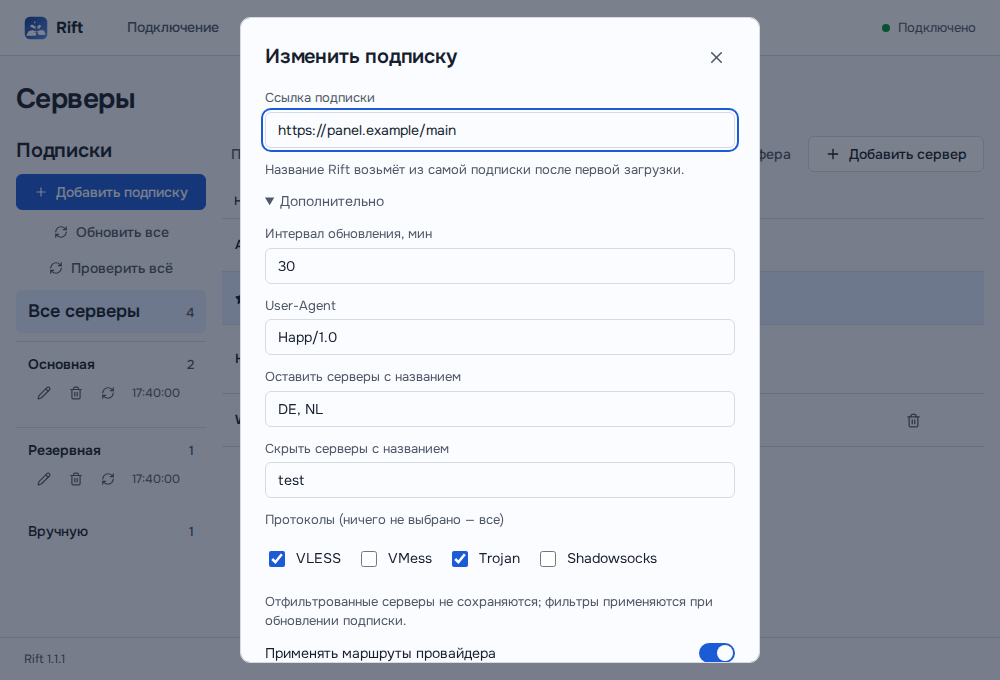 Rift
Подключение
Подключено
Серверы
Подписки
Добавить подписку
Обновить все
Проверить всё
Все серверы 4
Основная 2
17:40:00
Резервная 1
17:40:00
Вручную 1
Добавить сервер
Rift 1.1.1
Изменить подписку
Ссылка подписки
https://panel.example/main
Название Rift возьмёт из самой подписки после первой загрузки.
Дополнительно
Интервал обновления, мин
30
User-Agent
Happ/1.0
Оставить серверы с названием
DE, NL
Скрыть серверы с названием
test
Протоколы (ничего не выбрано — все)
VLESS VMess Trojan Shadowsocks
Отфильтрованные серверы не сохраняются; фильтры применяются при
обновлении подписки.
Применять маршруты провайдера